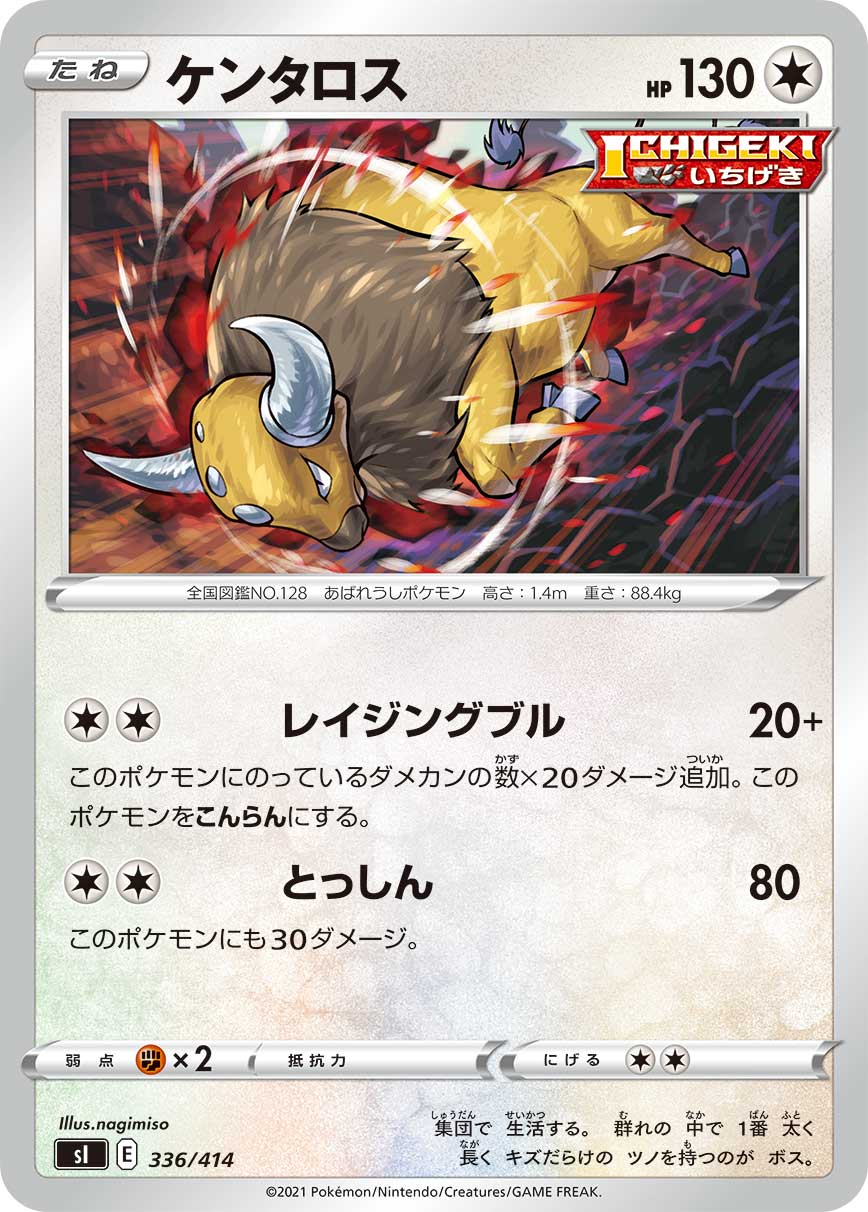 たね ケンタロス HP 130
ICHIGEKI
いちげき
全国図鑑NO.128 あばれうしポケモン 高さ：1.4m 重さ：88.4kg
レイジングブル 20+
このポケモンにのっているダメカンの数×20ダメージ追加。この
ポケモンをこんらんにする。
とっしん 80
このポケモンにも30ダメージ。
弱点 ×2 抵抗力 にげる
Illus.nagimiso
集団で 生活する。 群れの 中で 1番 太く
長く キズだらけの ツノを持つのが ボス。
sI E 336/414
©2021 Pokémon/Nintendo/Creatures/GAME FREAK.